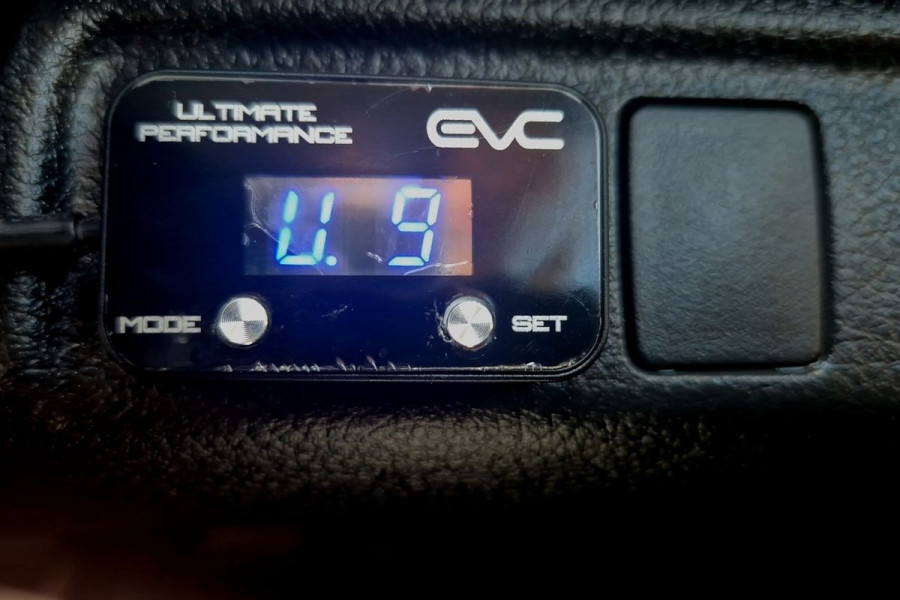 ULTIMATE
PERFORMANCE
EVC
U. 9
MODE
SET